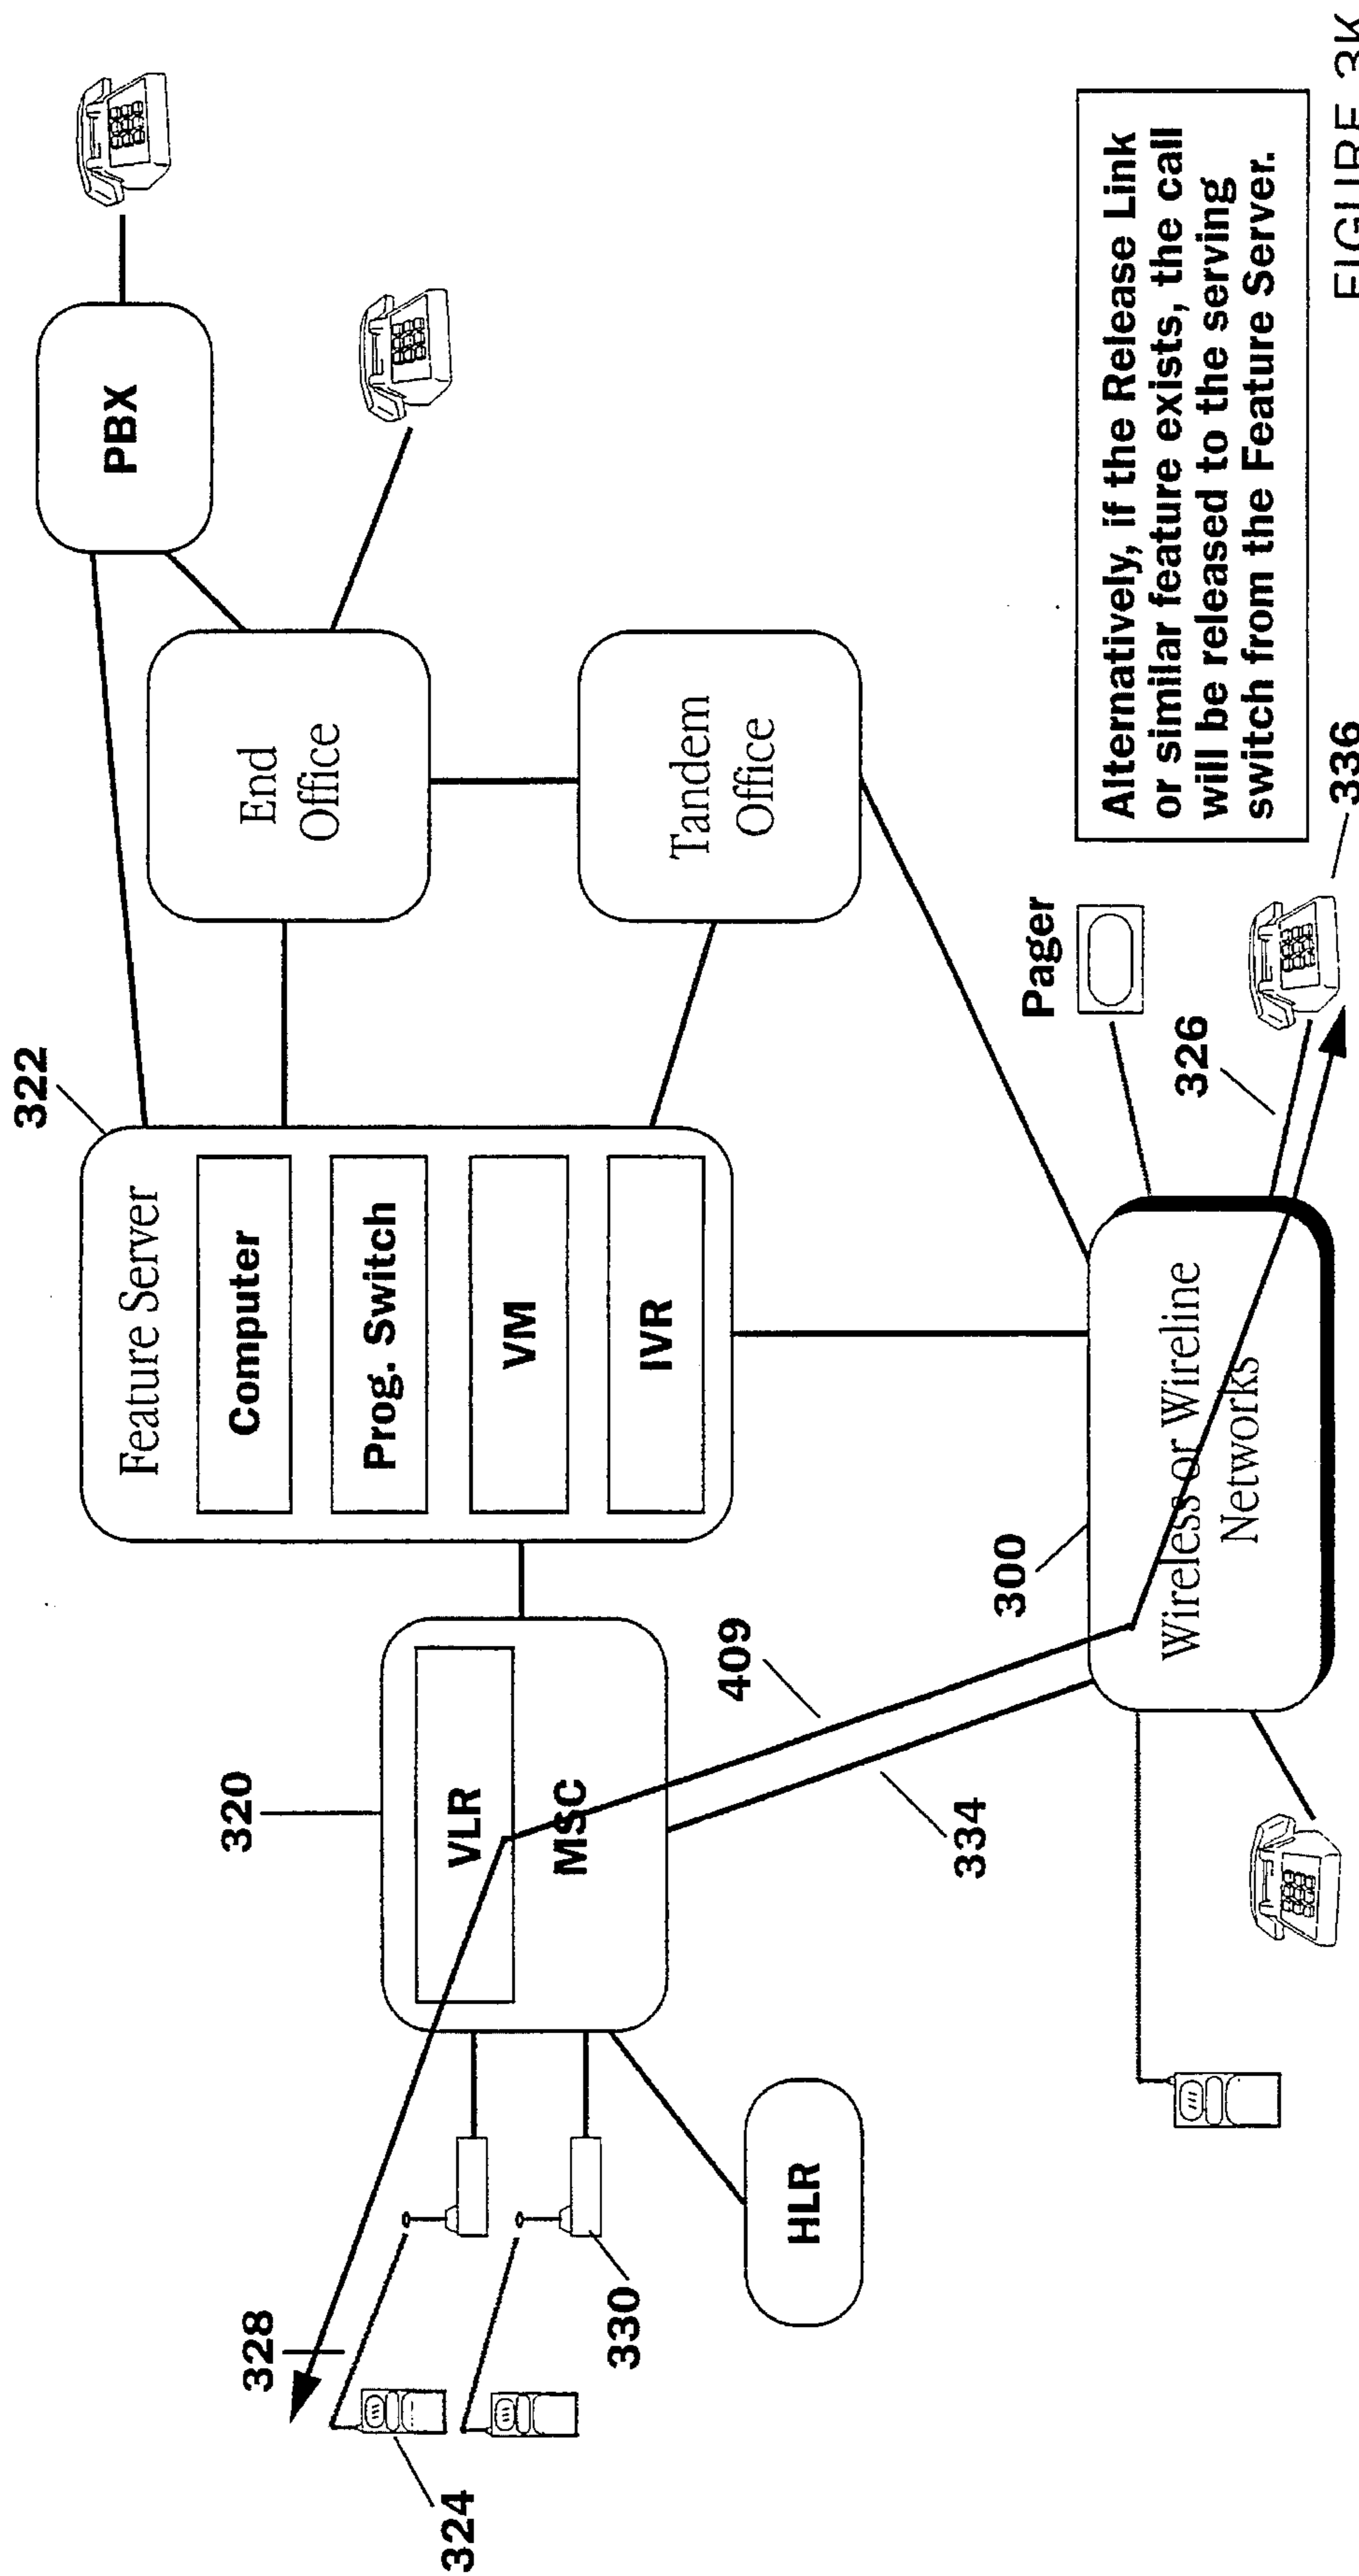 322
Feature Server
Computer
Prog. Switch
VM
IVR
PBX
End
Office
Tandem
Office
320
VLR
MSC
328
324
330
HLR
409
334
300
Wireless or Wireline
Networks
Pager
326
336
Alternatively, if the Release Link
or similar feature exists, the call
will be released to the serving
switch from the Feature Server.
FIGURE 3K